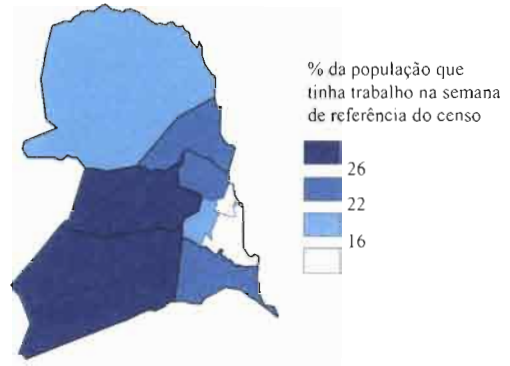 % da população que
tinha trabalho na semana
de referência do censo
26
22
16